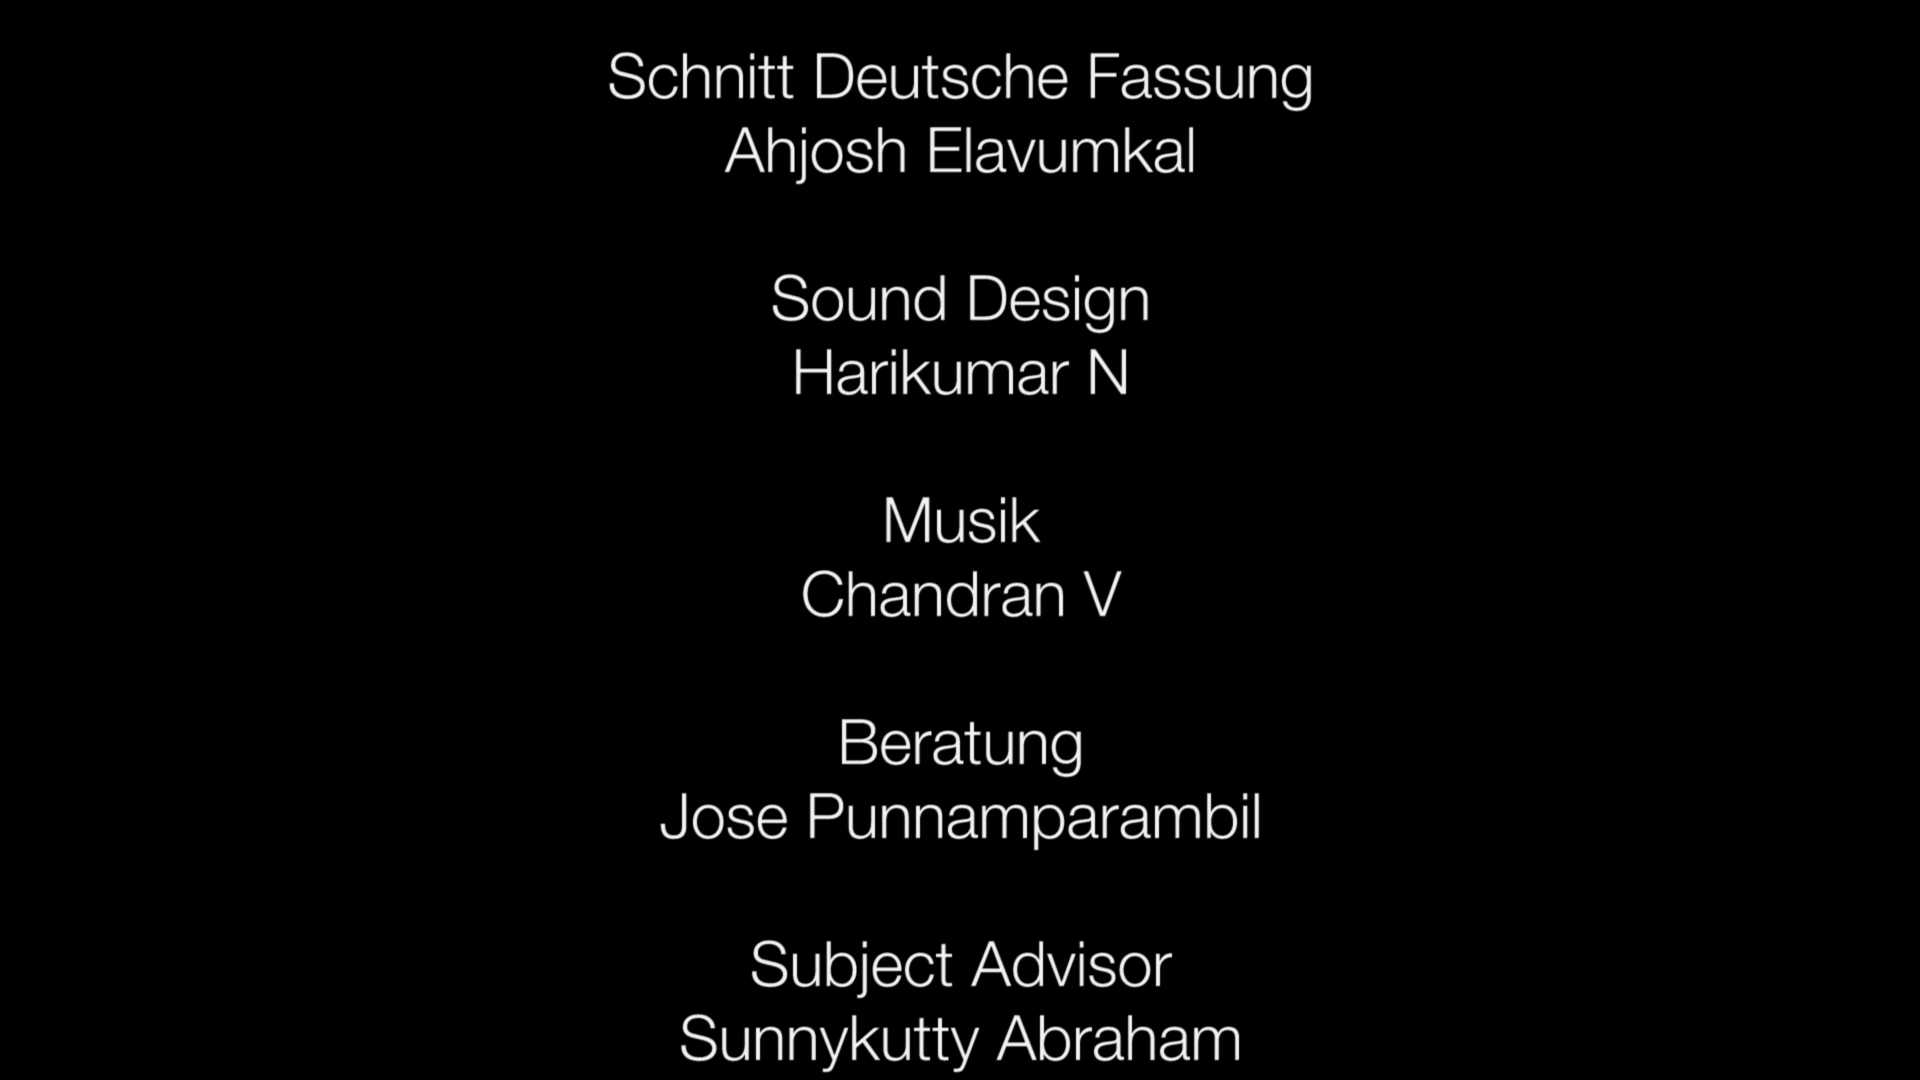 Schnitt Deutsche Fassung
Ahjosh Elavumkal
Sound Design
Harikumar N
Musik
Chandran V
Beratung
Jose Punnamparambil
Subject Advisor
Sunnykutty Abraham